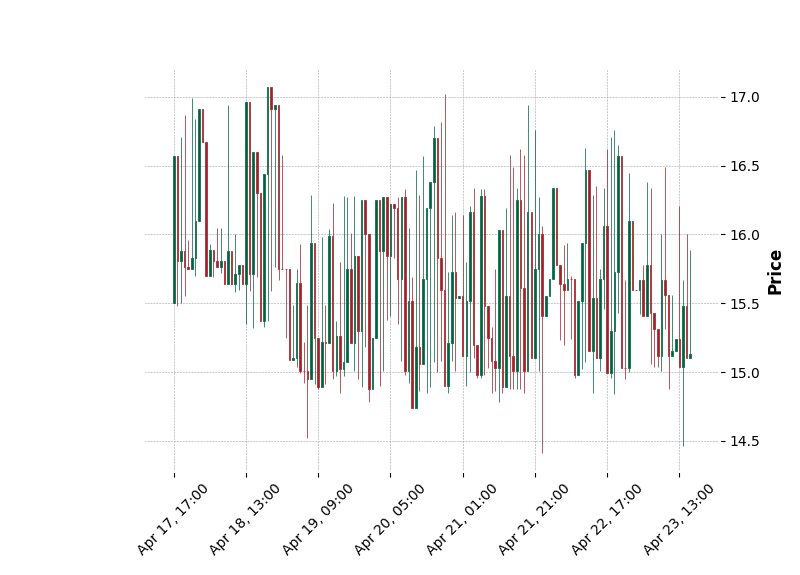 17.0
16.5
16.0
15.5
15.0
14.5
Price
Apr 17, 17:00
Apr 18, 13:00
Apr 19, 09:00
Apr 20, 05:00
Apr 21, 01:00
Apr 21, 21:00
Apr 22, 17:00
Apr 23, 13:00